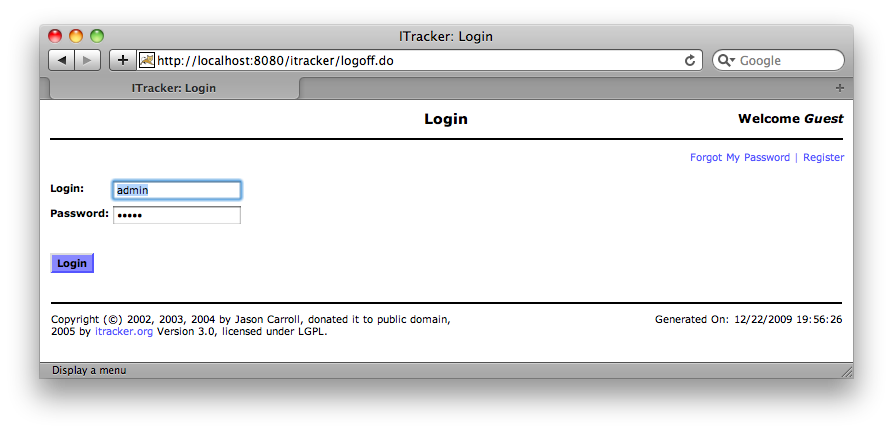 ITracker: Login
http://localhost:8080/itracker/logoff.do
Google
ITracker: Login
Login
Welcome Guest
Forgot My Password | Register
Login:
admin
Password:
•••••
Login
Copyright (©) 2002, 2003, 2004 by Jason Carroll, donated it to public domain,
2005 by itracker.org Version 3.0, licensed under LGPL.
Generated On: 12/22/2009 19:56:26
Display a menu